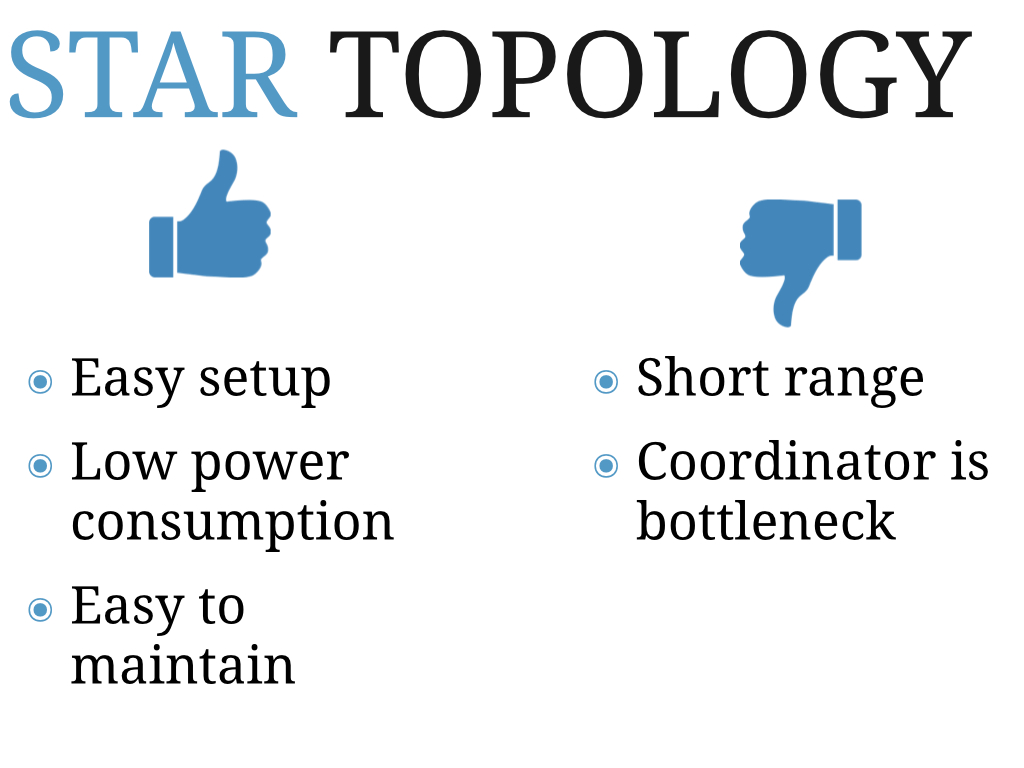 STAR TOPOLOGY
Easy setup
Low power
consumption
Easy to
maintain
Short range
Coordinator is
bottleneck